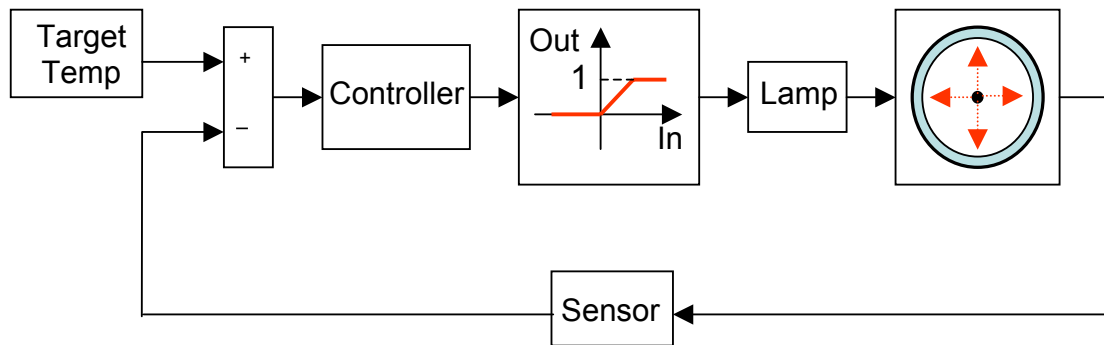 Target
Temp
+
−
Controller
Out
1
In
Lamp
Sensor